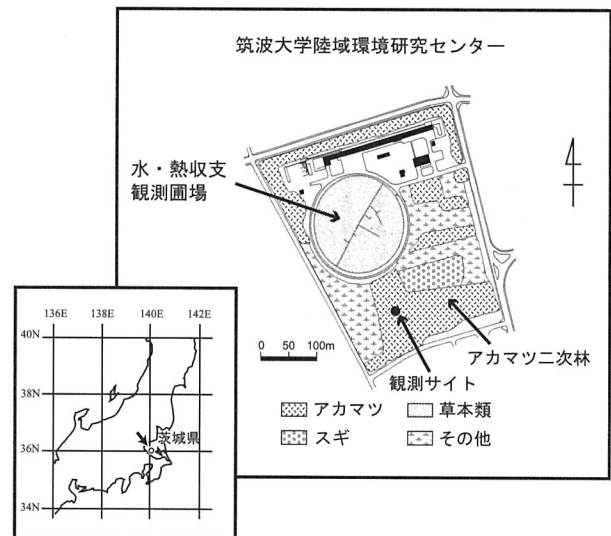 筑波大学陸域環境研究センター
水・熱収支
観測圃場
0 50 100m
アカマツ二次林
観測サイト
アカマツ
草本類
スギ
その他
136E 138E 140E 142E
40N
38N
36N
34N
茨城県